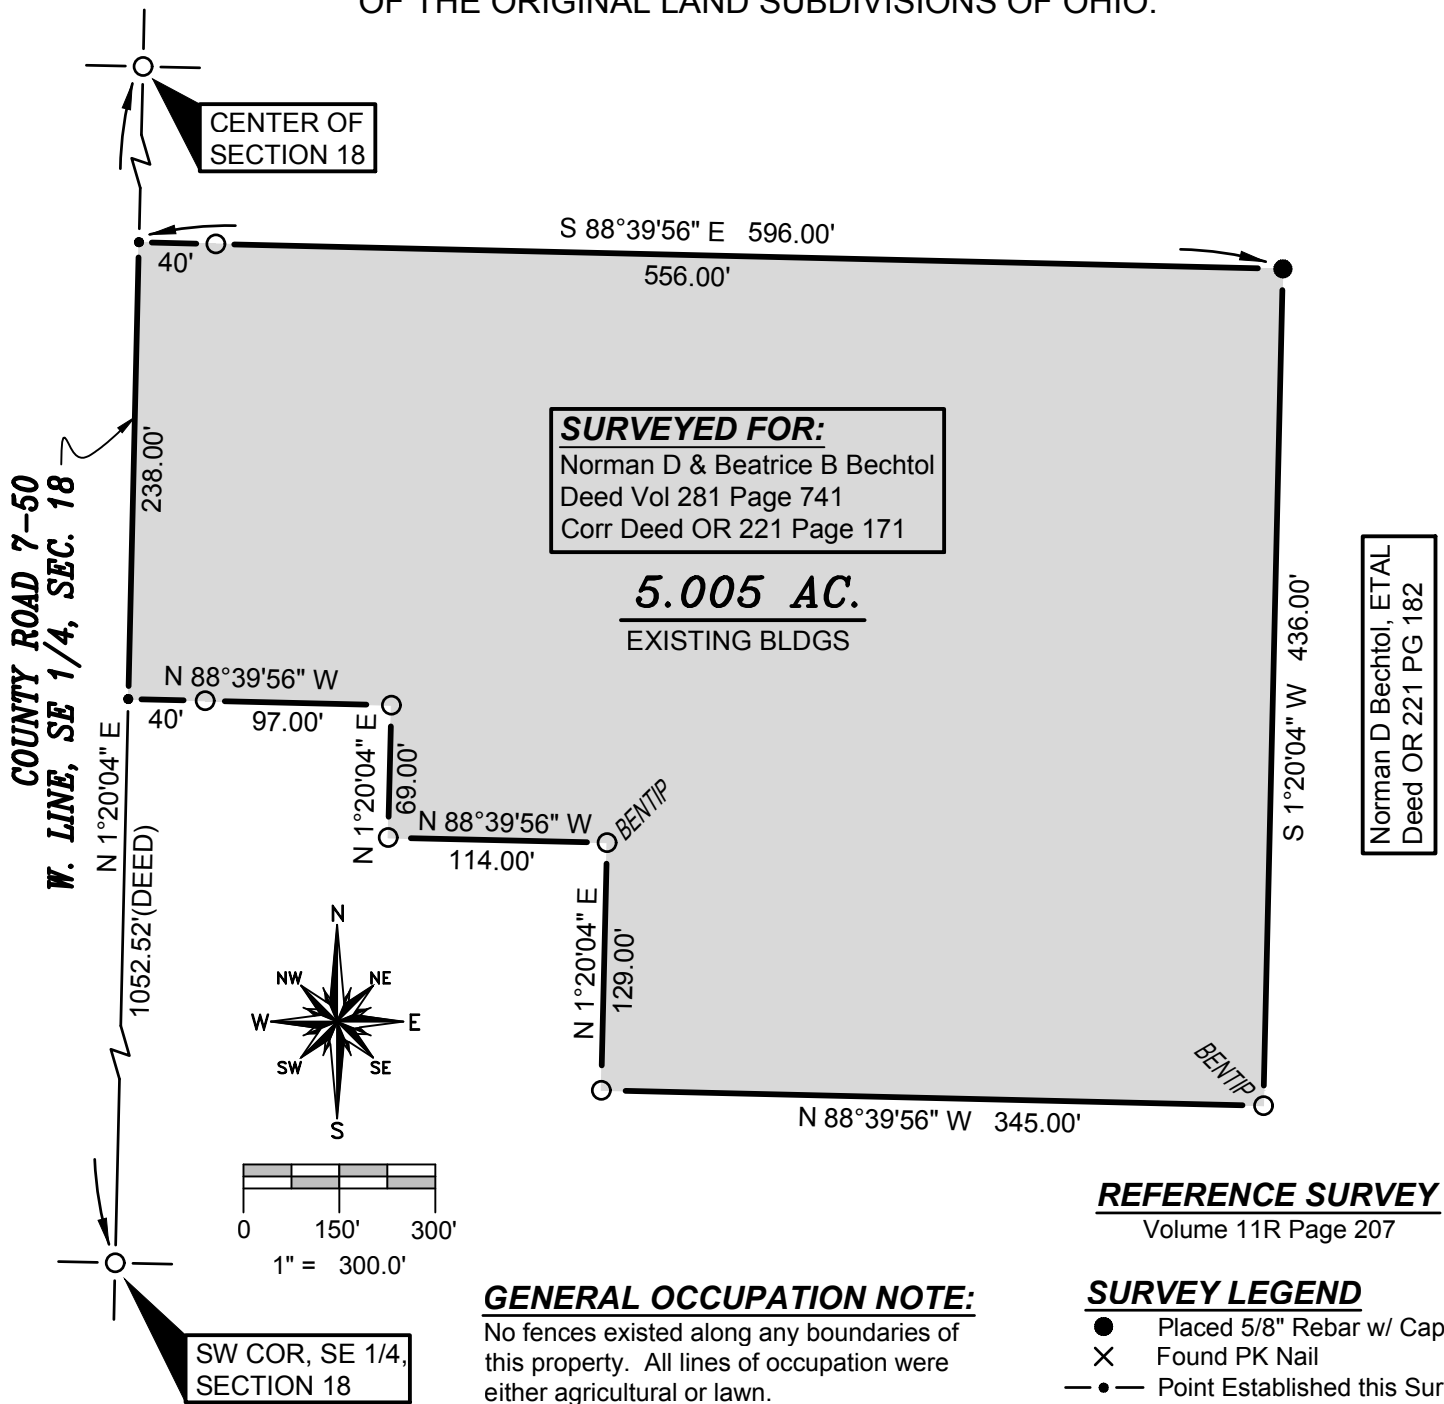 OF THE ORIGINAL LAND SUBDIVISIONS OF OHIO.
CENTER OF
SECTION 18
S 88°39'56" E 596.00'
40'
556.00'
238.00'
COUNTY ROAD 7-50
W. LINE, SE 1/4, SEC. 18
SURVEYED FOR:
Norman D & Beatrice B Bechtol
Deed Vol 281 Page 741
Corr Deed OR 221 Page 171
5.005 AC.
EXISTING BLDGS
S 1°20'04" W 436.00'
Norman D Bechtol, ETAL
Deed OR 221 PG 182
N 88°39'56" W
40'
97.00'
N 1°20'04" E
69.00'
N 88°39'56" W
114.00'
BENTIP
N 1°20'04" E
1052.52'(DEED)
N 1°20'04" E
129.00'
BENTIP
N 88°39'56" W 345.00'
N
NW
NE
W
E
SW
SE
S
0 150' 300'
1" = 300.0'
SW COR, SE 1/4,
SECTION 18
GENERAL OCCUPATION NOTE:
No fences existed along any boundaries of
this property. All lines of occupation were
either agricultural or lawn.
REFERENCE SURVEY
Volume 11R Page 207
SURVEY LEGEND
Placed 5/8" Rebar w/ Cap
Found PK Nail
Point Established this Sur